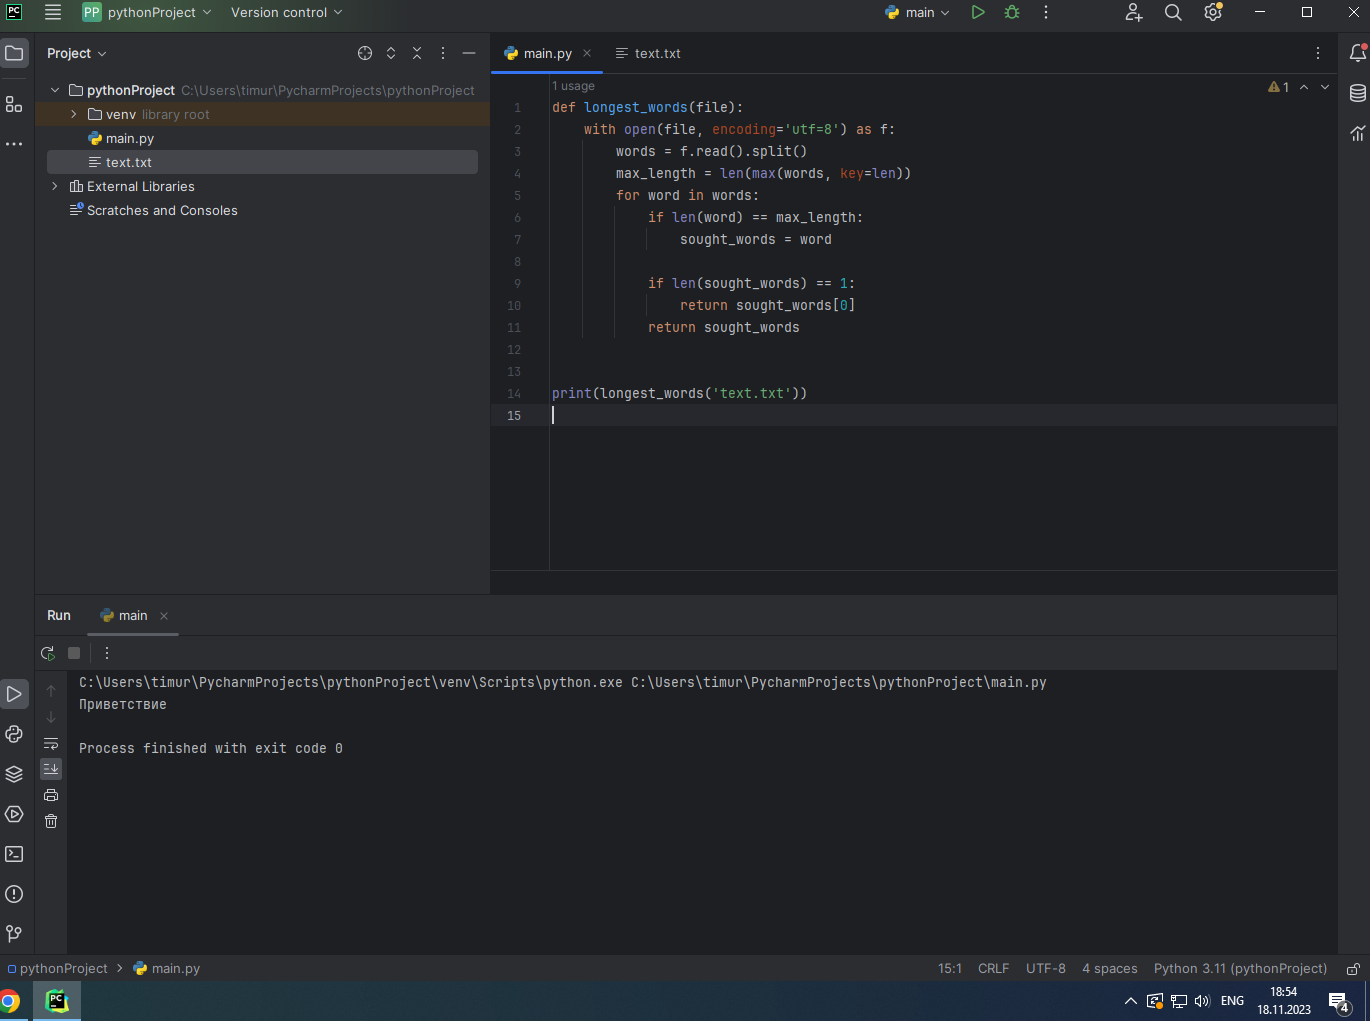 PC PP pythonProject Version control main
Project
main.py text.txt
pythonProject C:\Users\timur\PycharmProjects\pythonProject
venv library root
main.py
text.txt
External Libraries
Scratches and Consoles
1 usage
1
1 def longest_words(file):
2 with open(file, encoding='utf=8') as f:
3 words = f.read().split()
4 max_length = len(max(words, key=len))
5 for word in words:
6 if len(word) == max_length:
7 sought_words = word
8
9 if len(sought_words) == 1:
10 return sought_words[0]
11 return sought_words
12
13
14 print(longest_words('text.txt'))
15
Run main
C:\Users\timur\PycharmProjects\pythonProject\venv\Scripts\python.exe C:\Users\timur\PycharmProjects\pythonProject\main.py
Приветствие
Process finished with exit code 0
pythonProject main.py
15:1 CRLF UTF-8 4 spaces Python 3.11 (pythonProject)
PC
ENG
18:54
18.11.2023
4